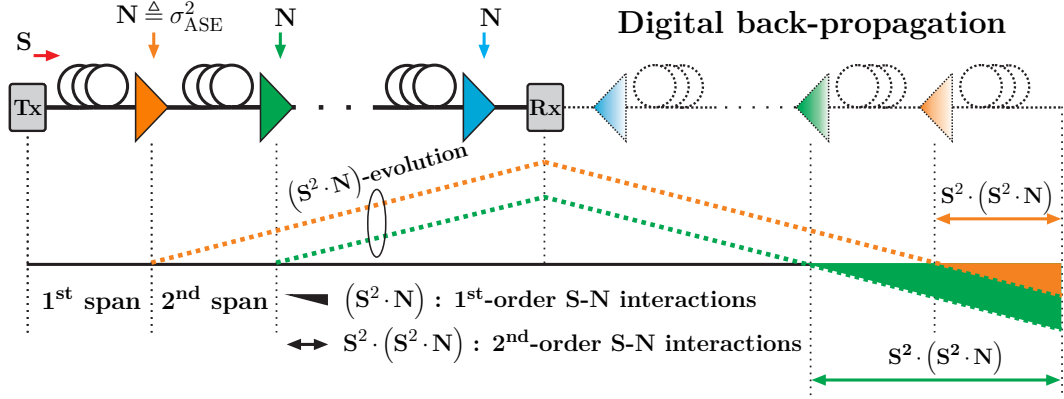 Digital back-propagation
N ≜ σ²_ASE
N
N
S
Tx
Rx
(S²·N)-evolution
S²·(S²·N)
1st span
2nd span
(S²·N) : 1st-order S-N interactions
S²·(S²·N) : 2nd-order S-N interactions
S²·(S²·N)